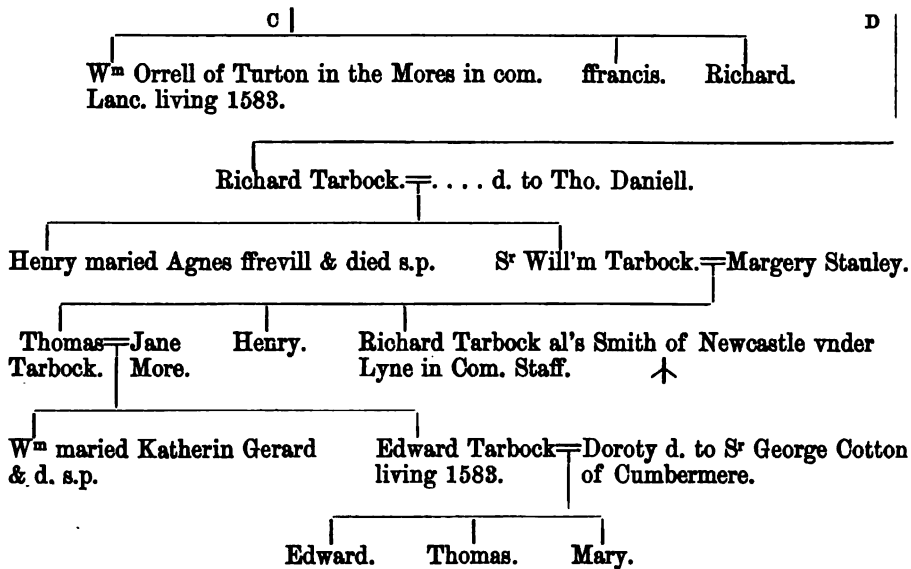 C D
Wᵐ Orrell of Turton in the Mores in com. ffrancis. Richard.
Lanc. living 1583.
Richard Tarbock. . . . . d. to Tho. Daniell.
Henry maried Agnes ffrevill & died s.p. Sʳ Will'm Tarbock. Margery Stanley.
Thomas Jane Henry. Richard Tarbock al's Smith of Newcastle vnder
Tarbock. More. Lyne in Com. Staff.
Wᵐ maried Katherin Gerard Edward Tarbock Doroty d. to Sʳ George Cotton
& d. s.p. living 1583. of Cumbermere.
Edward. Thomas. Mary.